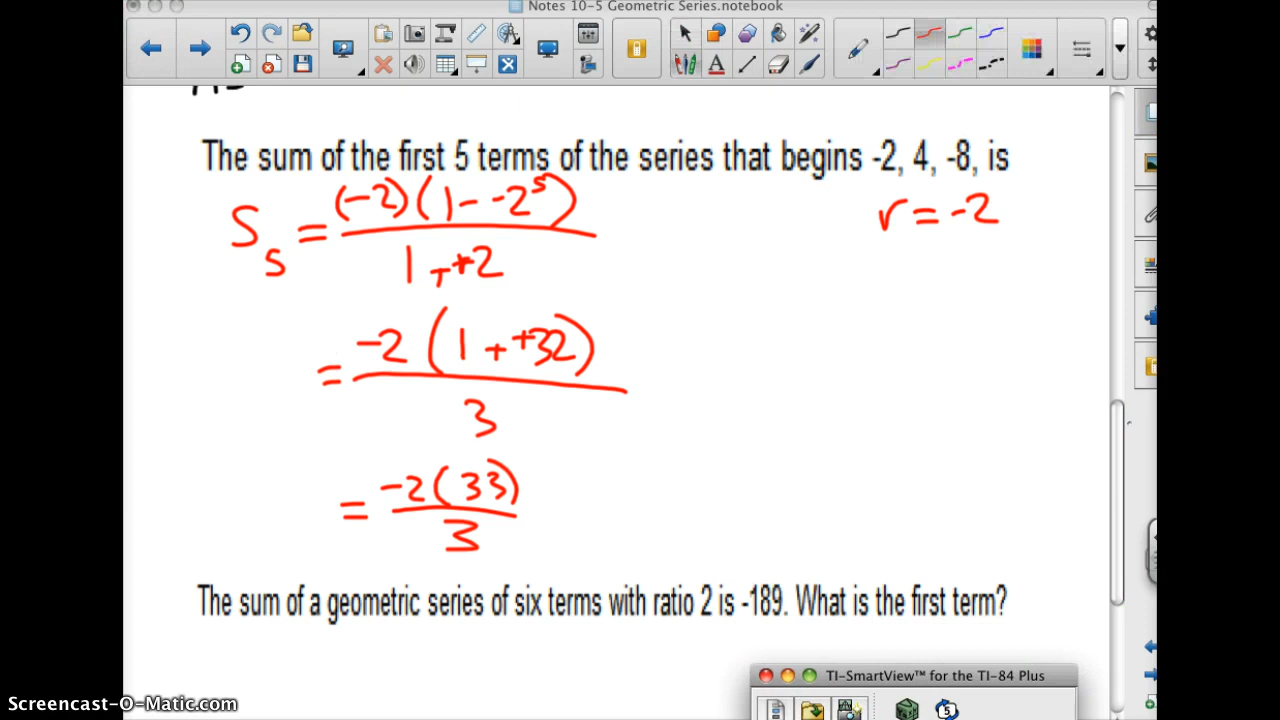 Notes 10-5 Geometric Series.notebook
The sum of the first 5 terms of the series that begins -2, 4, -8, is
S₅ = (-2)(1--2⁵) / 1++2
r = -2
= -2(1++32) / 3
= -2(33) / 3
The sum of a geometric series of six terms with ratio 2 is -189. What is the first term?
TI-SmartView™ for the TI-84 Plus
Screencast-O-Matic.com